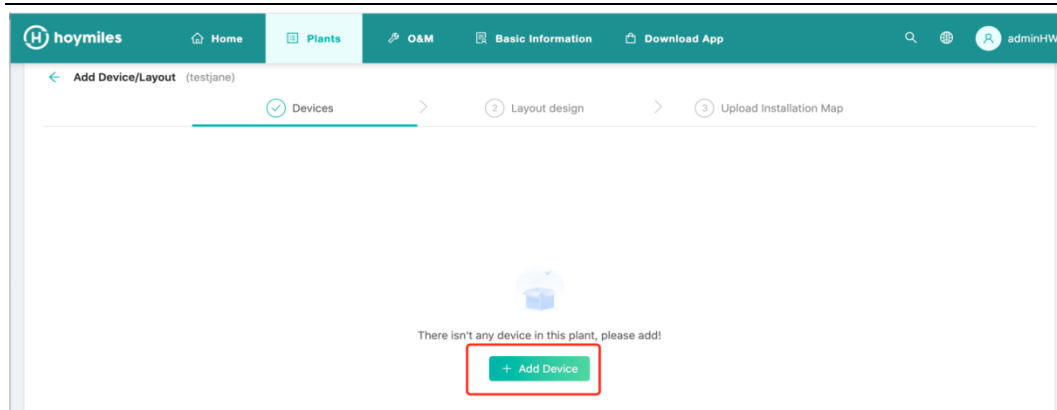 hoymiles Home Plants O&M Basic Information Download App adminHW
Add Device/Layout (testjane)
Devices 2 Layout design 3 Upload Installation Map
There isn't any device in this plant, please add!
+ Add Device